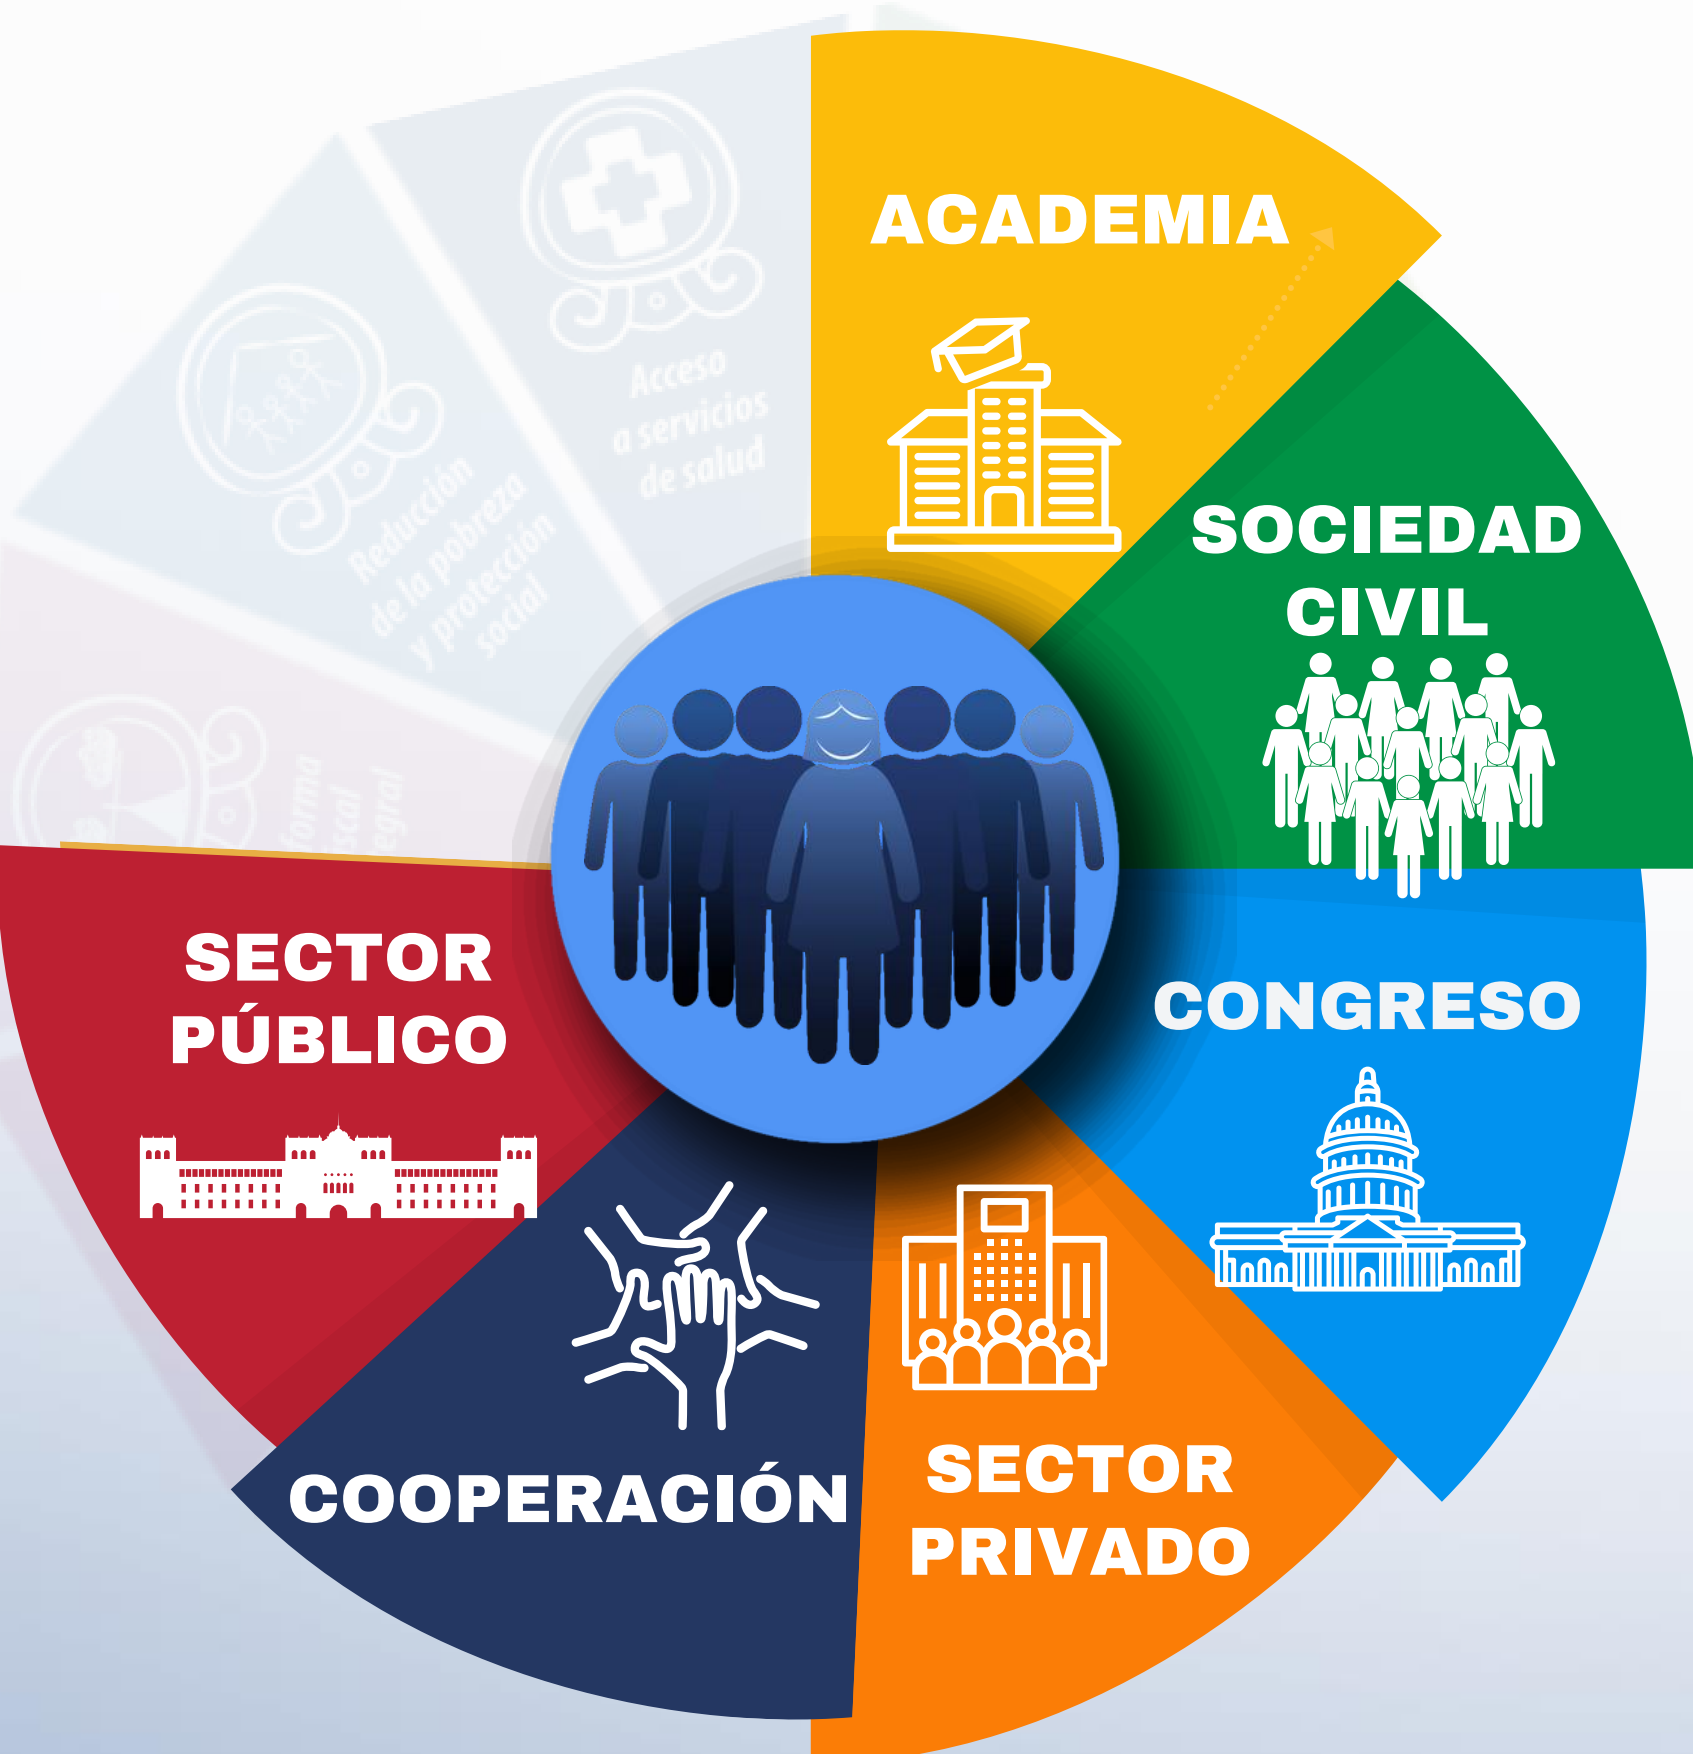 ACADEMIA
SOCIEDAD
CIVIL
CONGRESO
SECTOR
PRIVADO
COOPERACIÓN
SECTOR
PÚBLICO
Acceso
a servicios
de salud
Reducción
de la pobreza
y protección
social